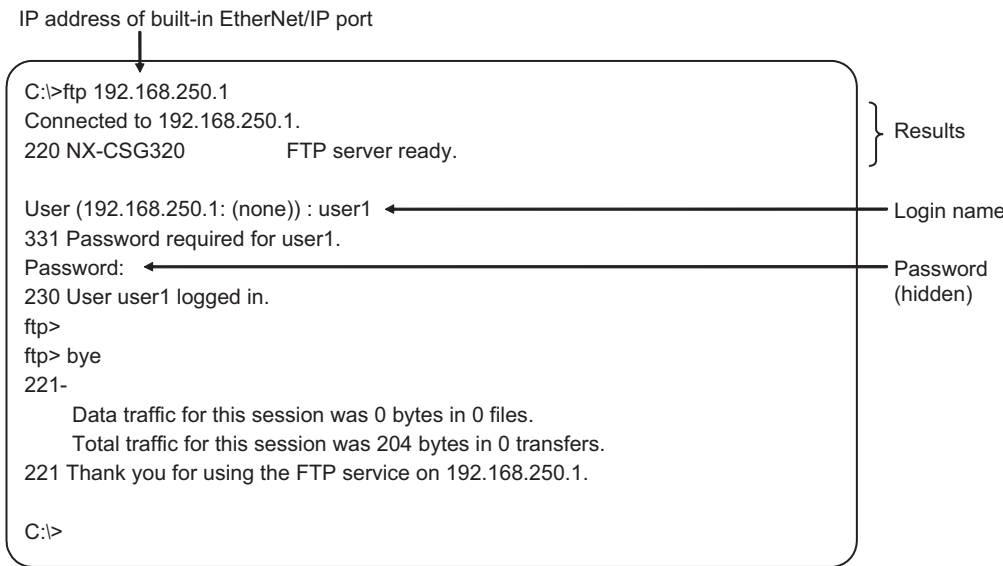 IP address of built-in EtherNet/IP port
C:\>ftp 192.168.250.1
Connected to 192.168.250.1.
220 NX-CSG320 FTP server ready.
Results
User (192.168.250.1: (none)) : user1
Login name
331 Password required for user1.
Password:
Password
(hidden)
230 User user1 logged in.
ftp>
ftp> bye
221-
Data traffic for this session was 0 bytes in 0 files.
Total traffic for this session was 204 bytes in 0 transfers.
221 Thank you for using the FTP service on 192.168.250.1.
C:\>